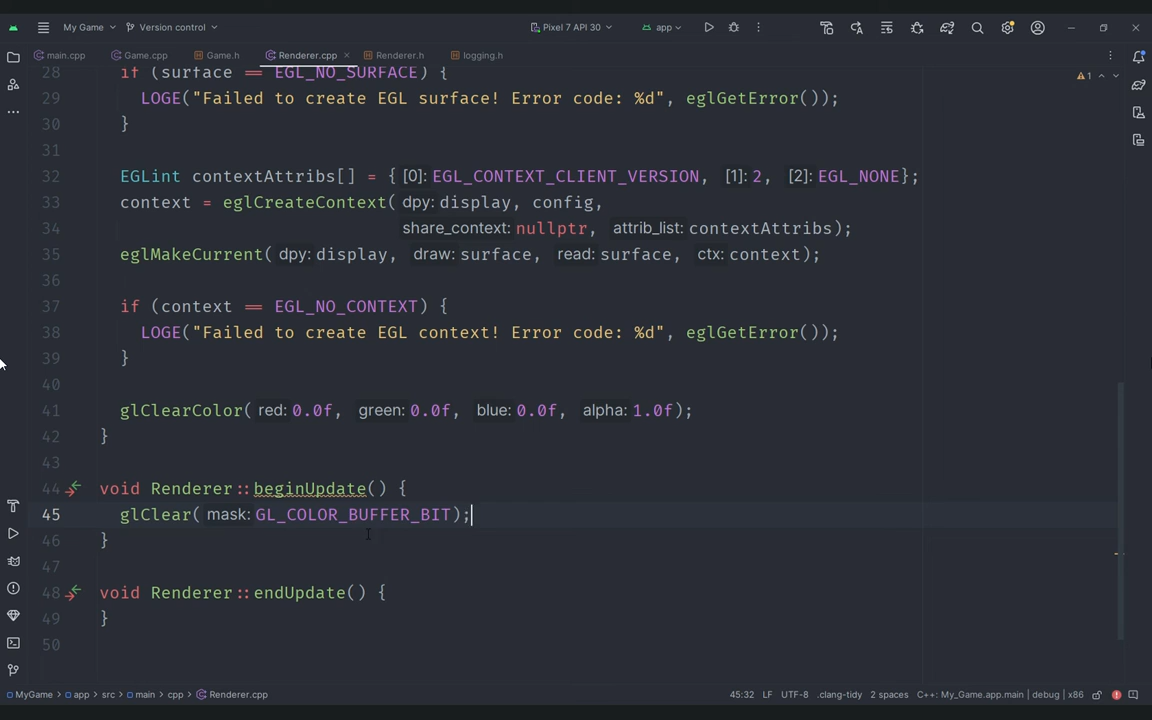 My Game
Version control
Pixel 7 API 30
app
main.cpp
Game.cpp
Game.h
Renderer.cpp
Renderer.h
logging.h
28 if (surface == EGL_NO_SURFACE) {
1
29 LOGE("Failed to create EGL surface! Error code: %d", eglGetError());
30 }
31
32 EGLint contextAttribs[] = {[0]: EGL_CONTEXT_CLIENT_VERSION, [1]: 2, [2]: EGL_NONE};
33 context = eglCreateContext( dpy: display, config,
34 share_context: nullptr, attrib_list: contextAttribs);
35 eglMakeCurrent( dpy: display, draw: surface, read: surface, ctx: context);
36
37 if (context == EGL_NO_CONTEXT) {
38 LOGE("Failed to create EGL context! Error code: %d", eglGetError());
39 }
40
41 glClearColor( red: 0.0f, green: 0.0f, blue: 0.0f, alpha: 1.0f);
42 }
43
44 void Renderer::beginUpdate() {
45 glClear( mask: GL_COLOR_BUFFER_BIT);
46 }
47
48 void Renderer::endUpdate() {
49 }
50
MyGame > app > src > main > cpp > Renderer.cpp
45:32 LF UTF-8 .clang-tidy 2 spaces C++: My_Game.app.main | debug | x86